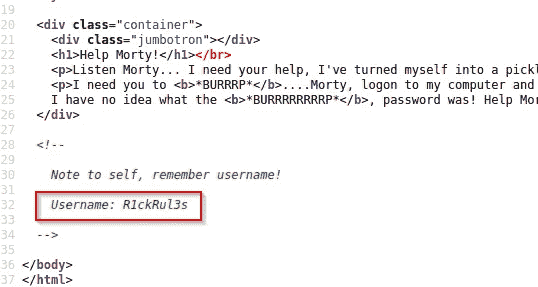 19
20 <div class="container">
21 <div class="jumbotron"></div>
22 <h1>Help Morty!</h1></br>
23 <p>Listen Morty... I need your help, I've turned myself into a pickl
24 <p>I need you to <b>*BURRRP*</b>....Morty, logon to my computer and
25 I have no idea what the <b>*BURRRRRRRRP*</b>, password was! Help Mor
26 </div>
27
28 <!--
29
30 Note to self, remember username!
31
32 Username: R1ckRul3s
33
34 -->
35
36 </body>
37 </html>